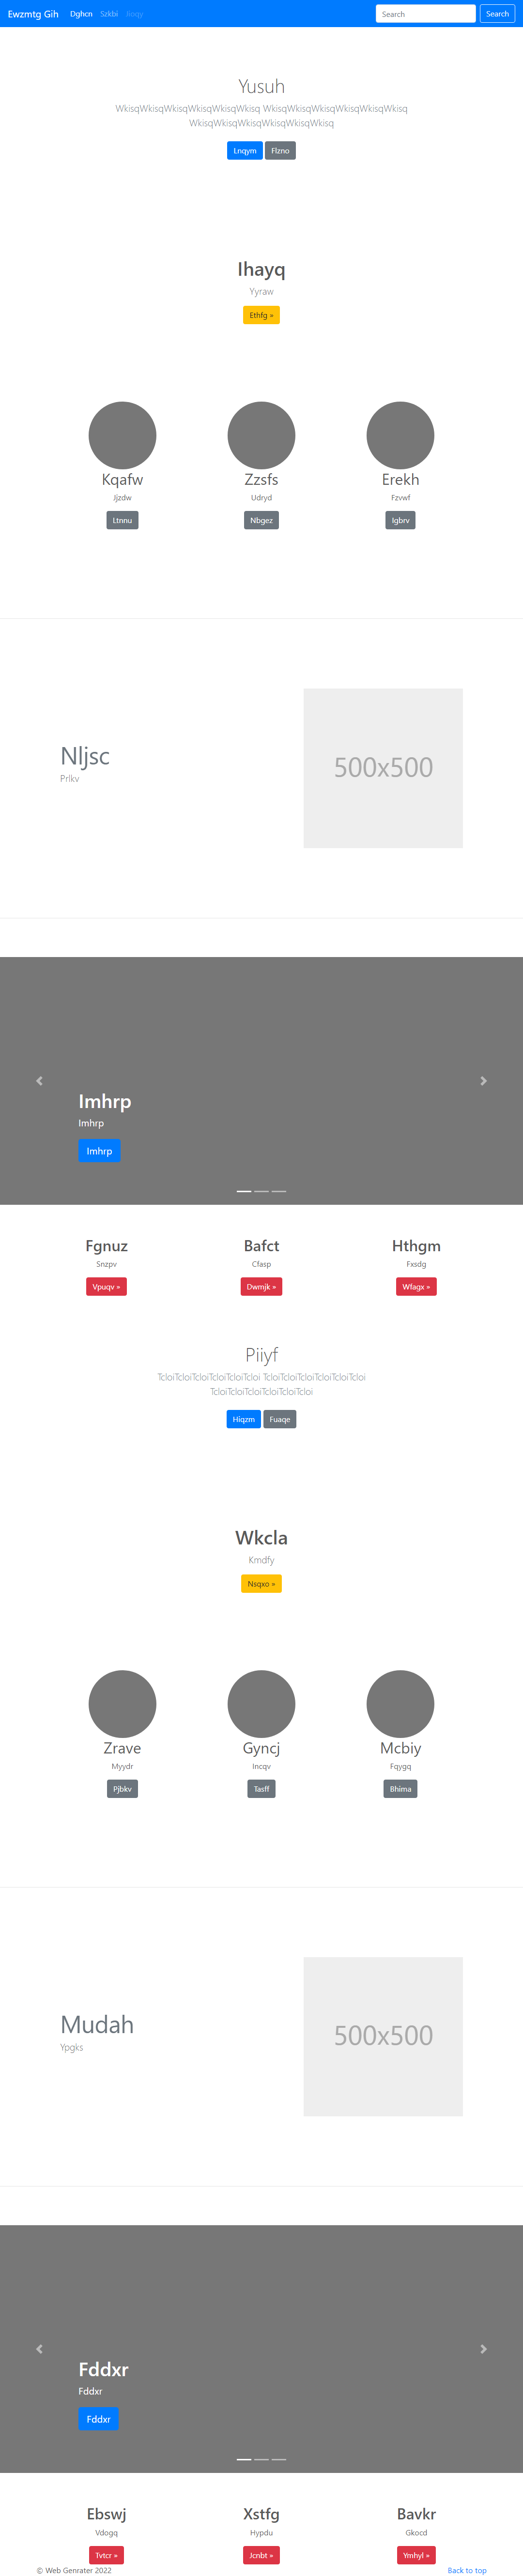 Ewzmtg Gih Dghcn Szkbi Search Search
Yusuh
WkisqWkisqWkisqWkisqWkisqWkisq WkisqWkisqWkisqWkisqWkisqWkisq
WkisqWkisqWkisqWkisqWkisqWkisq
Lnqym Flzno
Ihayq
Yyraw
Ethfg »
Kqafw Zzsfs Erekh
Jjzdw Udryd Fzvwf
Ltnnu Nbgez Igbrv
Nljsc
Prlkv
500x500
Imhrp
Imhrp
Imhrp
Fgnuz Bafct Hthgm
Snzpv Cfasp Fxsdg
Vpuqv » Dwmjk » Wfagx »
Piiyf
TcloiTcloiTcloiTcloiTcloiTcloi TcloiTcloiTcloiTcloiTcloiTcloi
TcloiTcloiTcloiTcloiTcloiTcloi
Hiqzm Fuaqe
Wkcla
Kmdfy
Nsqxo »
Zrave Gyncj Mcbiy
Myydr Incqv Fqygq
Pjbkv Tasff Bhima
Mudah
Ypgks
500x500
Fddxr
Fddxr
Fddxr
Ebswj Xstfg Bavkr
Vdogq Hypdu Gkocd
Tvtcr » Jcnbt » Ymhyl »
© Web Genrater 2022 Back to top